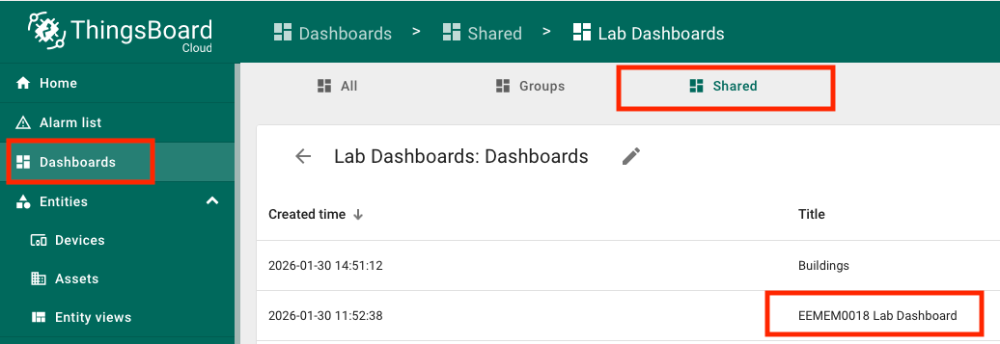 ThingsBoard
Cloud
Dashboards > Shared > Lab Dashboards
Home
Alarm list
Dashboards
Entities
Devices
Assets
Entity views
All Groups Shared
Lab Dashboards: Dashboards
Created time Title
2026-01-30 14:51:12 Buildings
2026-01-30 11:52:38 EEMEM0018 Lab Dashboard